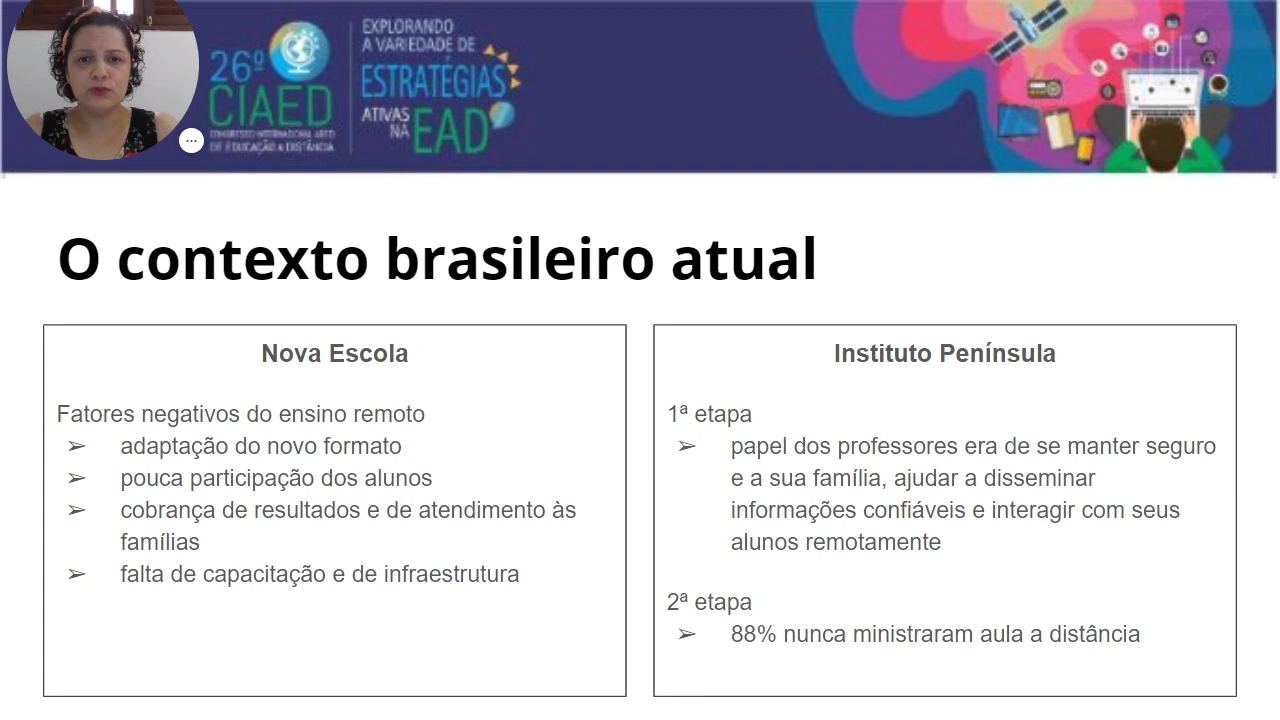 26º
CIAED
CONGRESSO INTERNACIONAL ABED
DE EDUCAÇÃO A DISTÂNCIA
EXPLORANDO
A VARIEDADE DE
ESTRATÉGIAS
ATIVAS
NA EAD
O contexto brasileiro atual
Nova Escola
Fatores negativos do ensino remoto
➢ adaptação do novo formato
➢ pouca participação dos alunos
➢ cobrança de resultados e de atendimento às
famílias
➢ falta de capacitação e de infraestrutura
Instituto Península
1ª etapa
➢ papel dos professores era de se manter seguro
e a sua família, ajudar a disseminar
informações confiáveis e interagir com seus
alunos remotamente
2ª etapa
➢ 88% nunca ministraram aula a distância